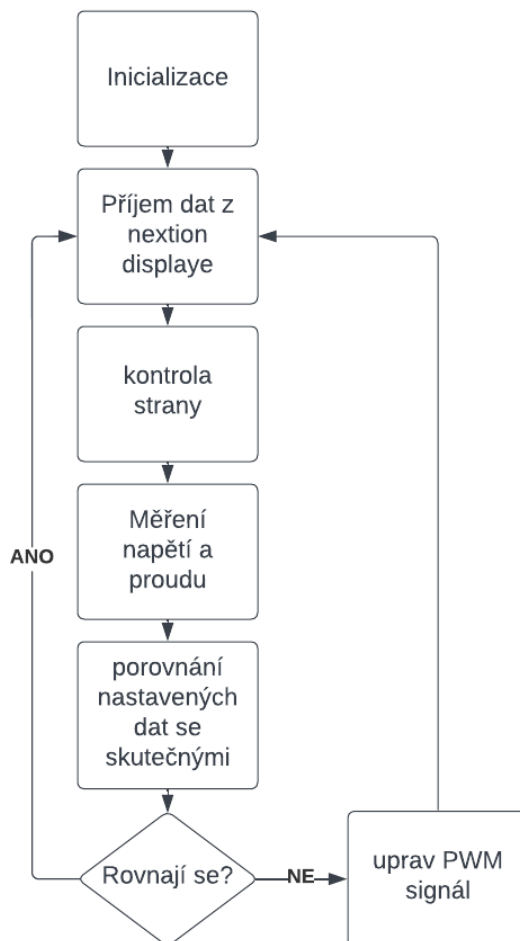 Inicializace
Příjem dat z
nextion
displaye
kontrola
strany
Měření
napětí a
proudu
ANO
porovnání
nastavených
dat se
skutečnými
Rovnají se?
NE
uprav PWM
signál